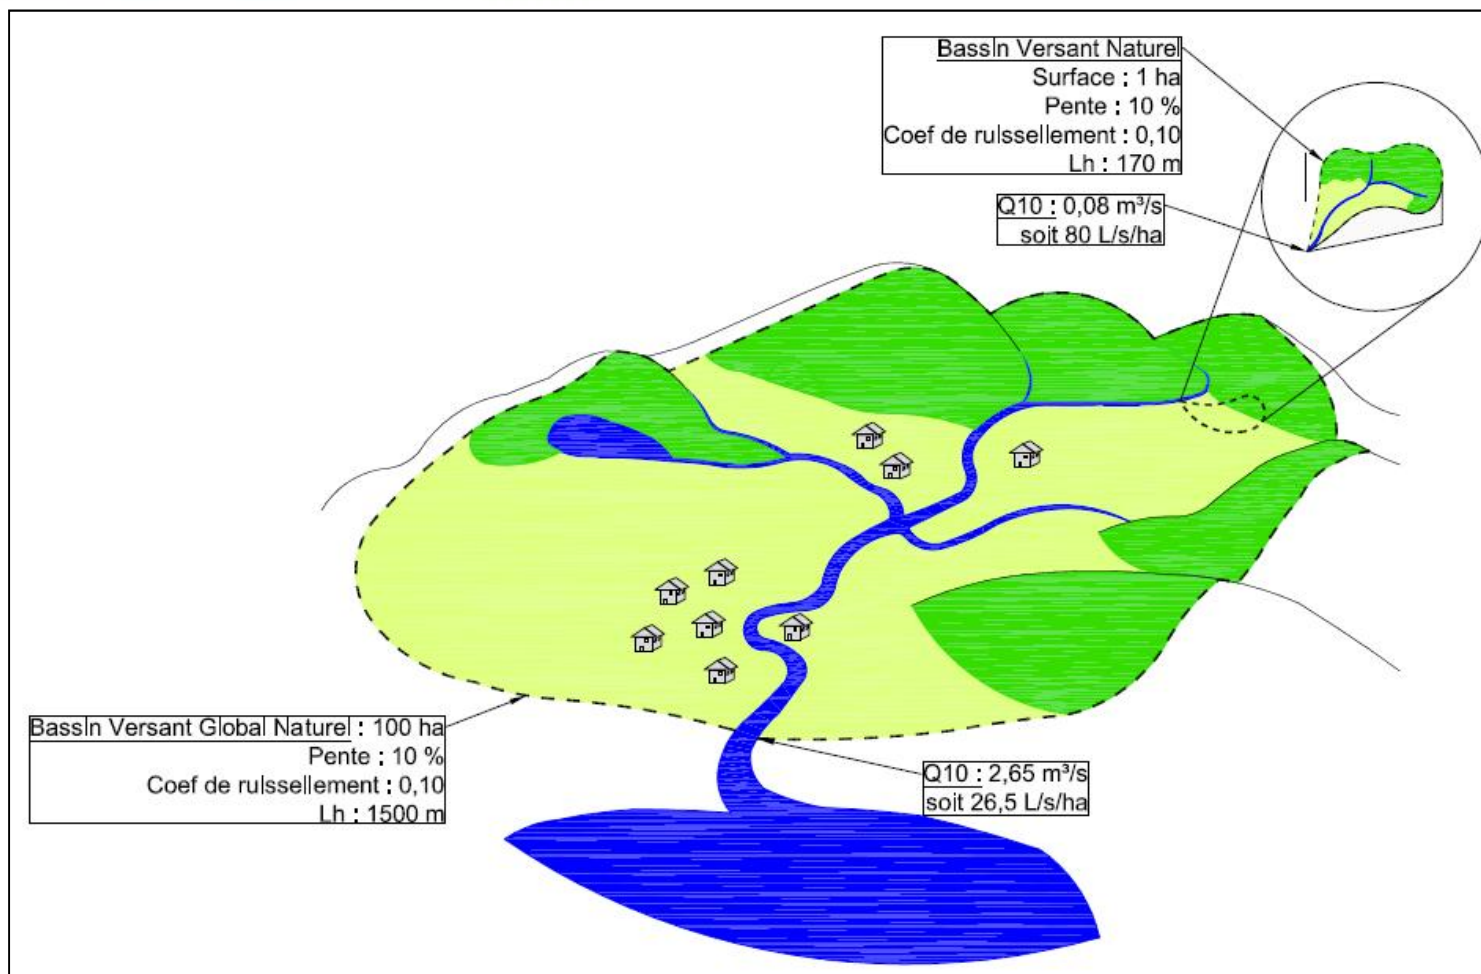 Bassin Versant Naturel
Surface : 1 ha
Pente : 10 %
Coef de ruissellement : 0,10
Lh : 170 m
Q10 : 0,08 m³/s
soit 80 L/s/ha
Bassin Versant Global Naturel : 100 ha
Pente : 10 %
Coef de ruissellement : 0,10
Lh : 1500 m
Q10 : 2,65 m³/s
soit 26,5 L/s/ha